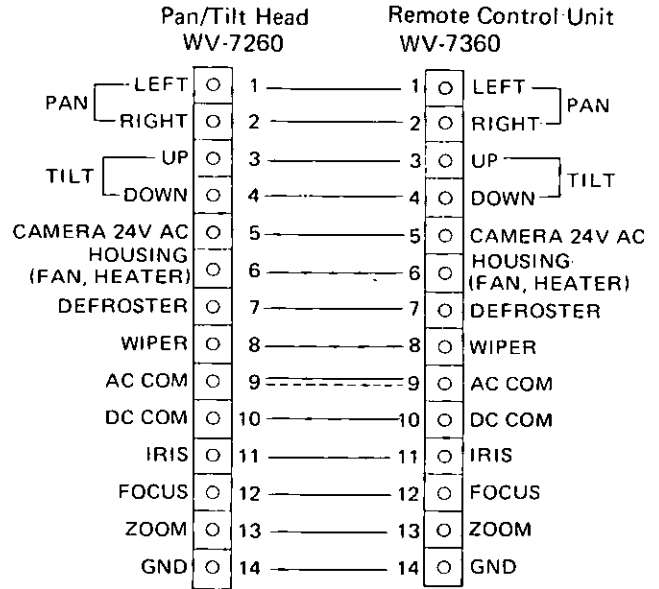 Pan/Tilt Head Remote Control Unit
WV-7260 WV-7360
LEFT 1 1 LEFT
PAN PAN
RIGHT 2 2 RIGHT
UP 3 3 UP
TILT TILT
DOWN 4 4 DOWN
CAMERA 24V AC 5 5 CAMERA 24V AC
HOUSING HOUSING
(FAN, HEATER) 6 6 (FAN, HEATER)
DEFROSTER 7 7 DEFROSTER
WIPER 8 8 WIPER
AC COM 9 9 AC COM
DC COM 10 10 DC COM
IRIS 11 11 IRIS
FOCUS 12 12 FOCUS
ZOOM 13 13 ZOOM
GND 14 14 GND